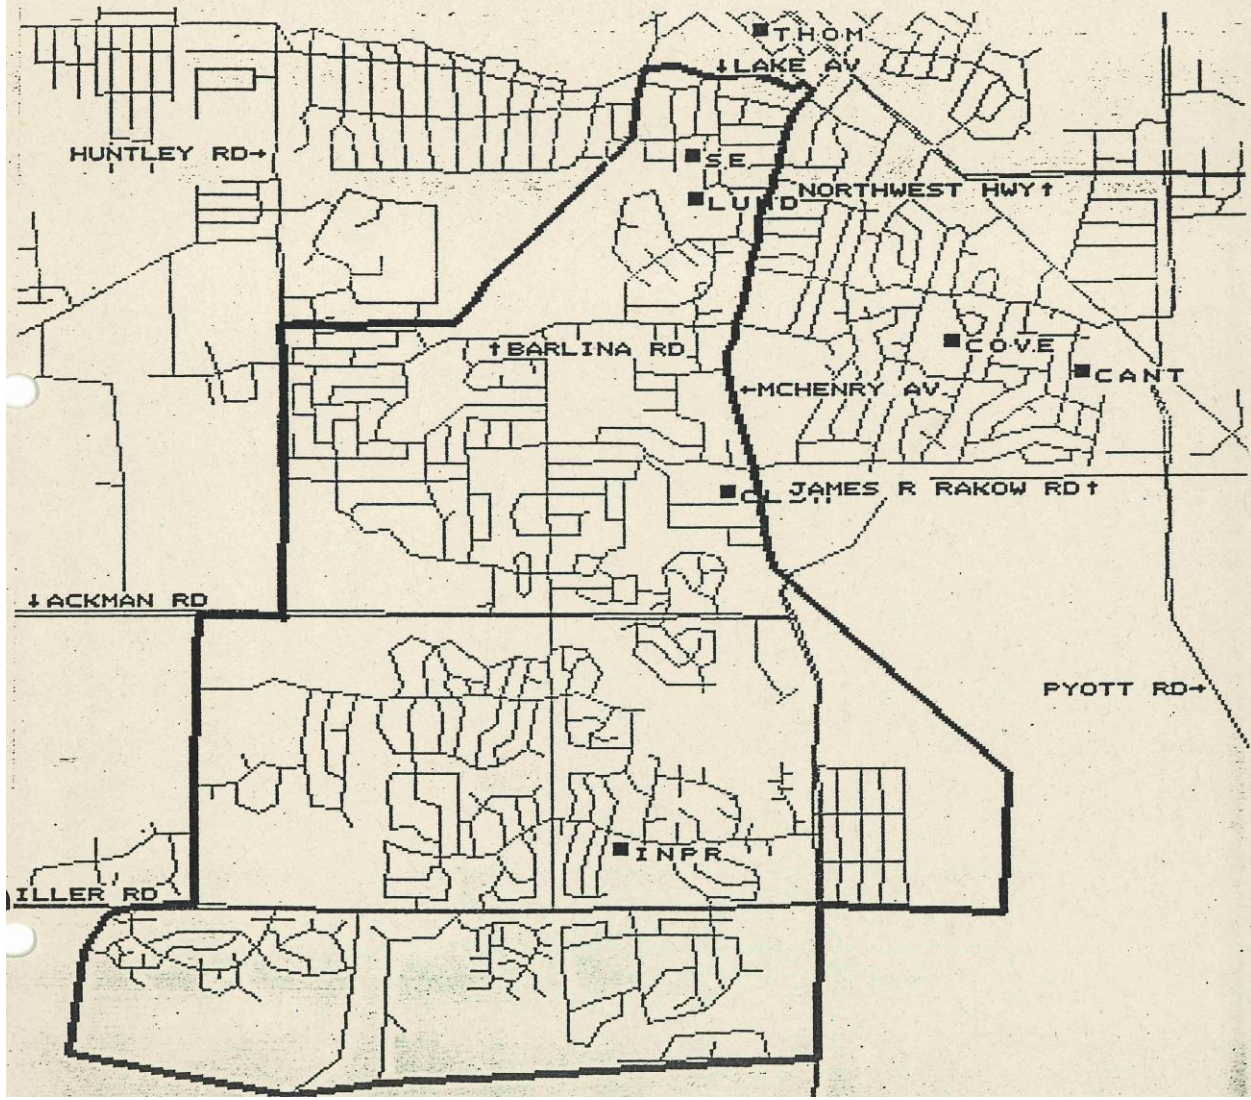 ■THOM
↓LAKE AV
HUNTLEY RD→
■S.E
NORTHWEST HWY↑
■LUND
■COVE
↑BARLINA RD
■CANT
←MCHENRY AV
JAMES R RAKOW RD↑
↓ACKMAN RD
PYOTT RD→
■INPR
ILLER RD